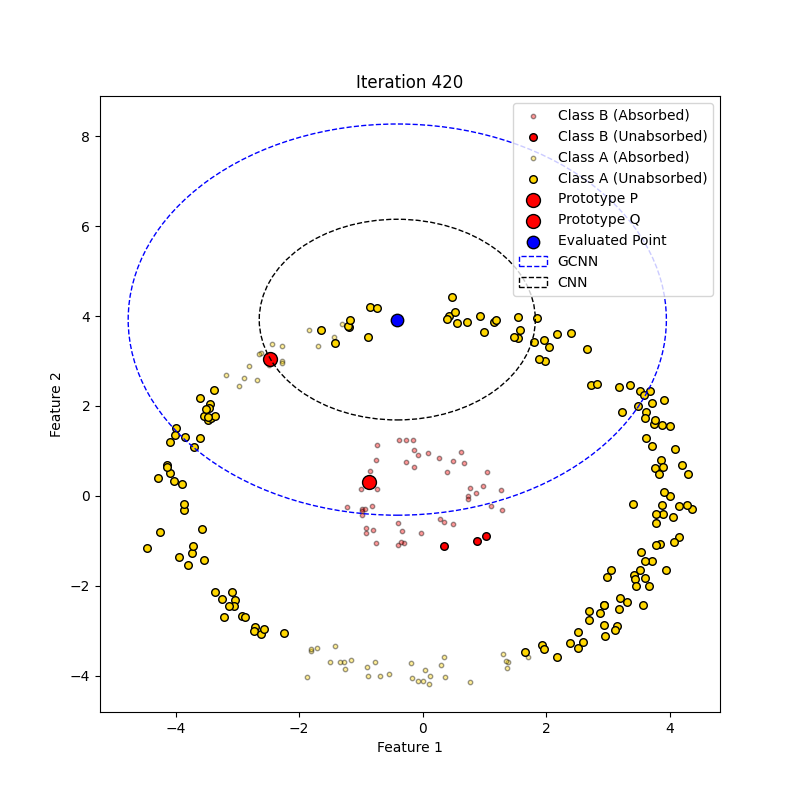 Iteration 420
Class B (Absorbed)
Class B (Unabsorbed)
Class A (Absorbed)
Class A (Unabsorbed)
Prototype P
Prototype Q
Evaluated Point
GCNN
CNN
8
6
4
2
0
−2
−4
Feature 2
−4
−2
0
2
4
Feature 1